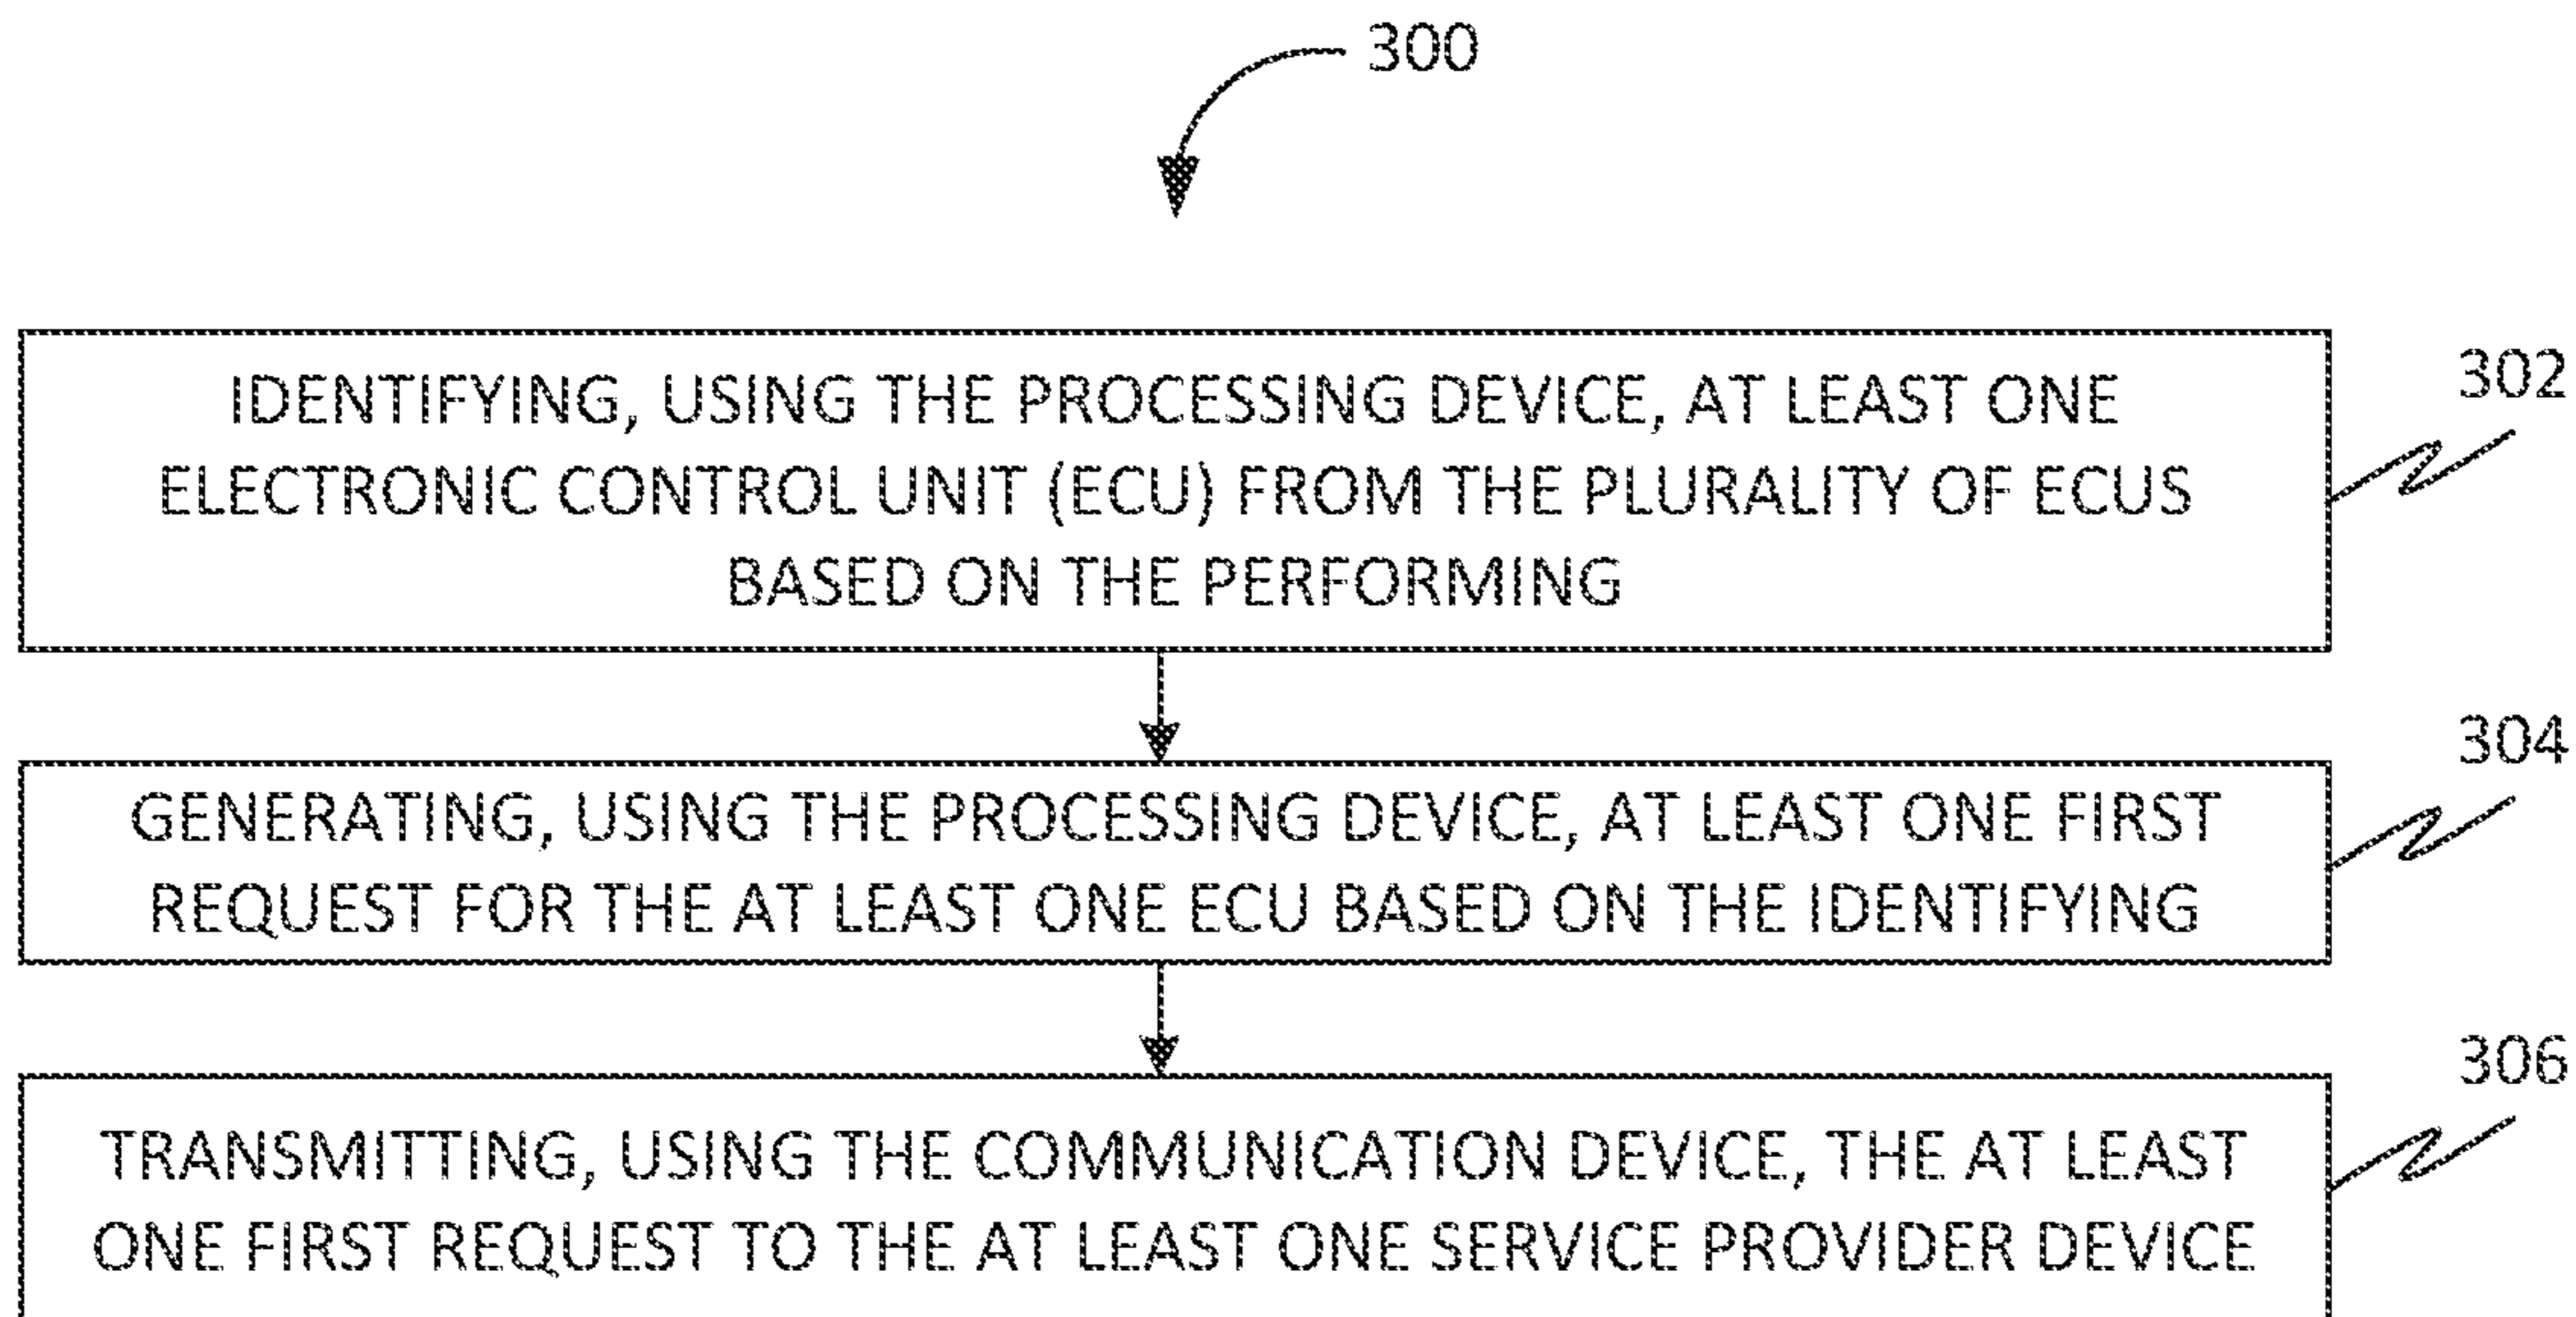 300
IDENTIFYING, USING THE PROCESSING DEVICE, AT LEAST ONE
ELECTRONIC CONTROL UNIT (ECU) FROM THE PLURALITY OF ECUS
BASED ON THE PERFORMING
302
GENERATING, USING THE PROCESSING DEVICE, AT LEAST ONE FIRST
REQUEST FOR THE AT LEAST ONE ECU BASED ON THE IDENTIFYING
304
TRANSMITTING, USING THE COMMUNICATION DEVICE, THE AT LEAST
ONE FIRST REQUEST TO THE AT LEAST ONE SERVICE PROVIDER DEVICE
306